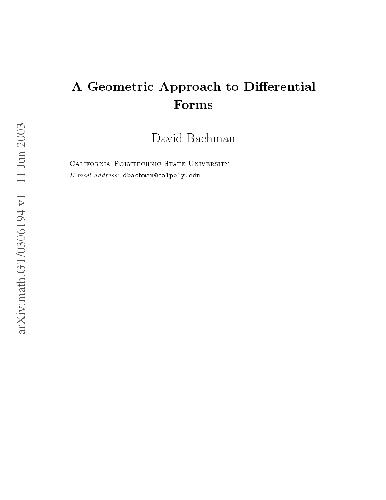 A Geometric Approach to Differential
Forms
David Bachman
California Polytechnic State University
E-mail address: dbachman@calpoly.edu
arXiv:math.GT/0306194 v1 11 Jun 2003